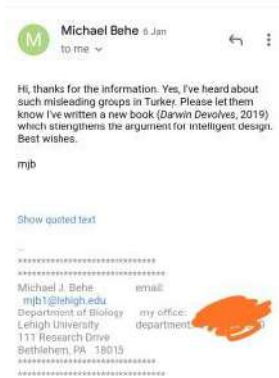 M
Michael Behe 6 Jan
to me
Hi, thanks for the information. Yes, I've heard about
such misleading groups in Turkey. Please let them
know I've written a new book (Darwin Devolves, 2019)
which strengthens the argument for intelligent design.
Best wishes.
mjb
Show quoted text
--
******************************
******************************
Michael J. Behe email:
mjb1@lehigh.edu
Department of Biology my office:
Lehigh University department:
111 Research Drive
Bethlehem, PA 18015
******************************
******************************